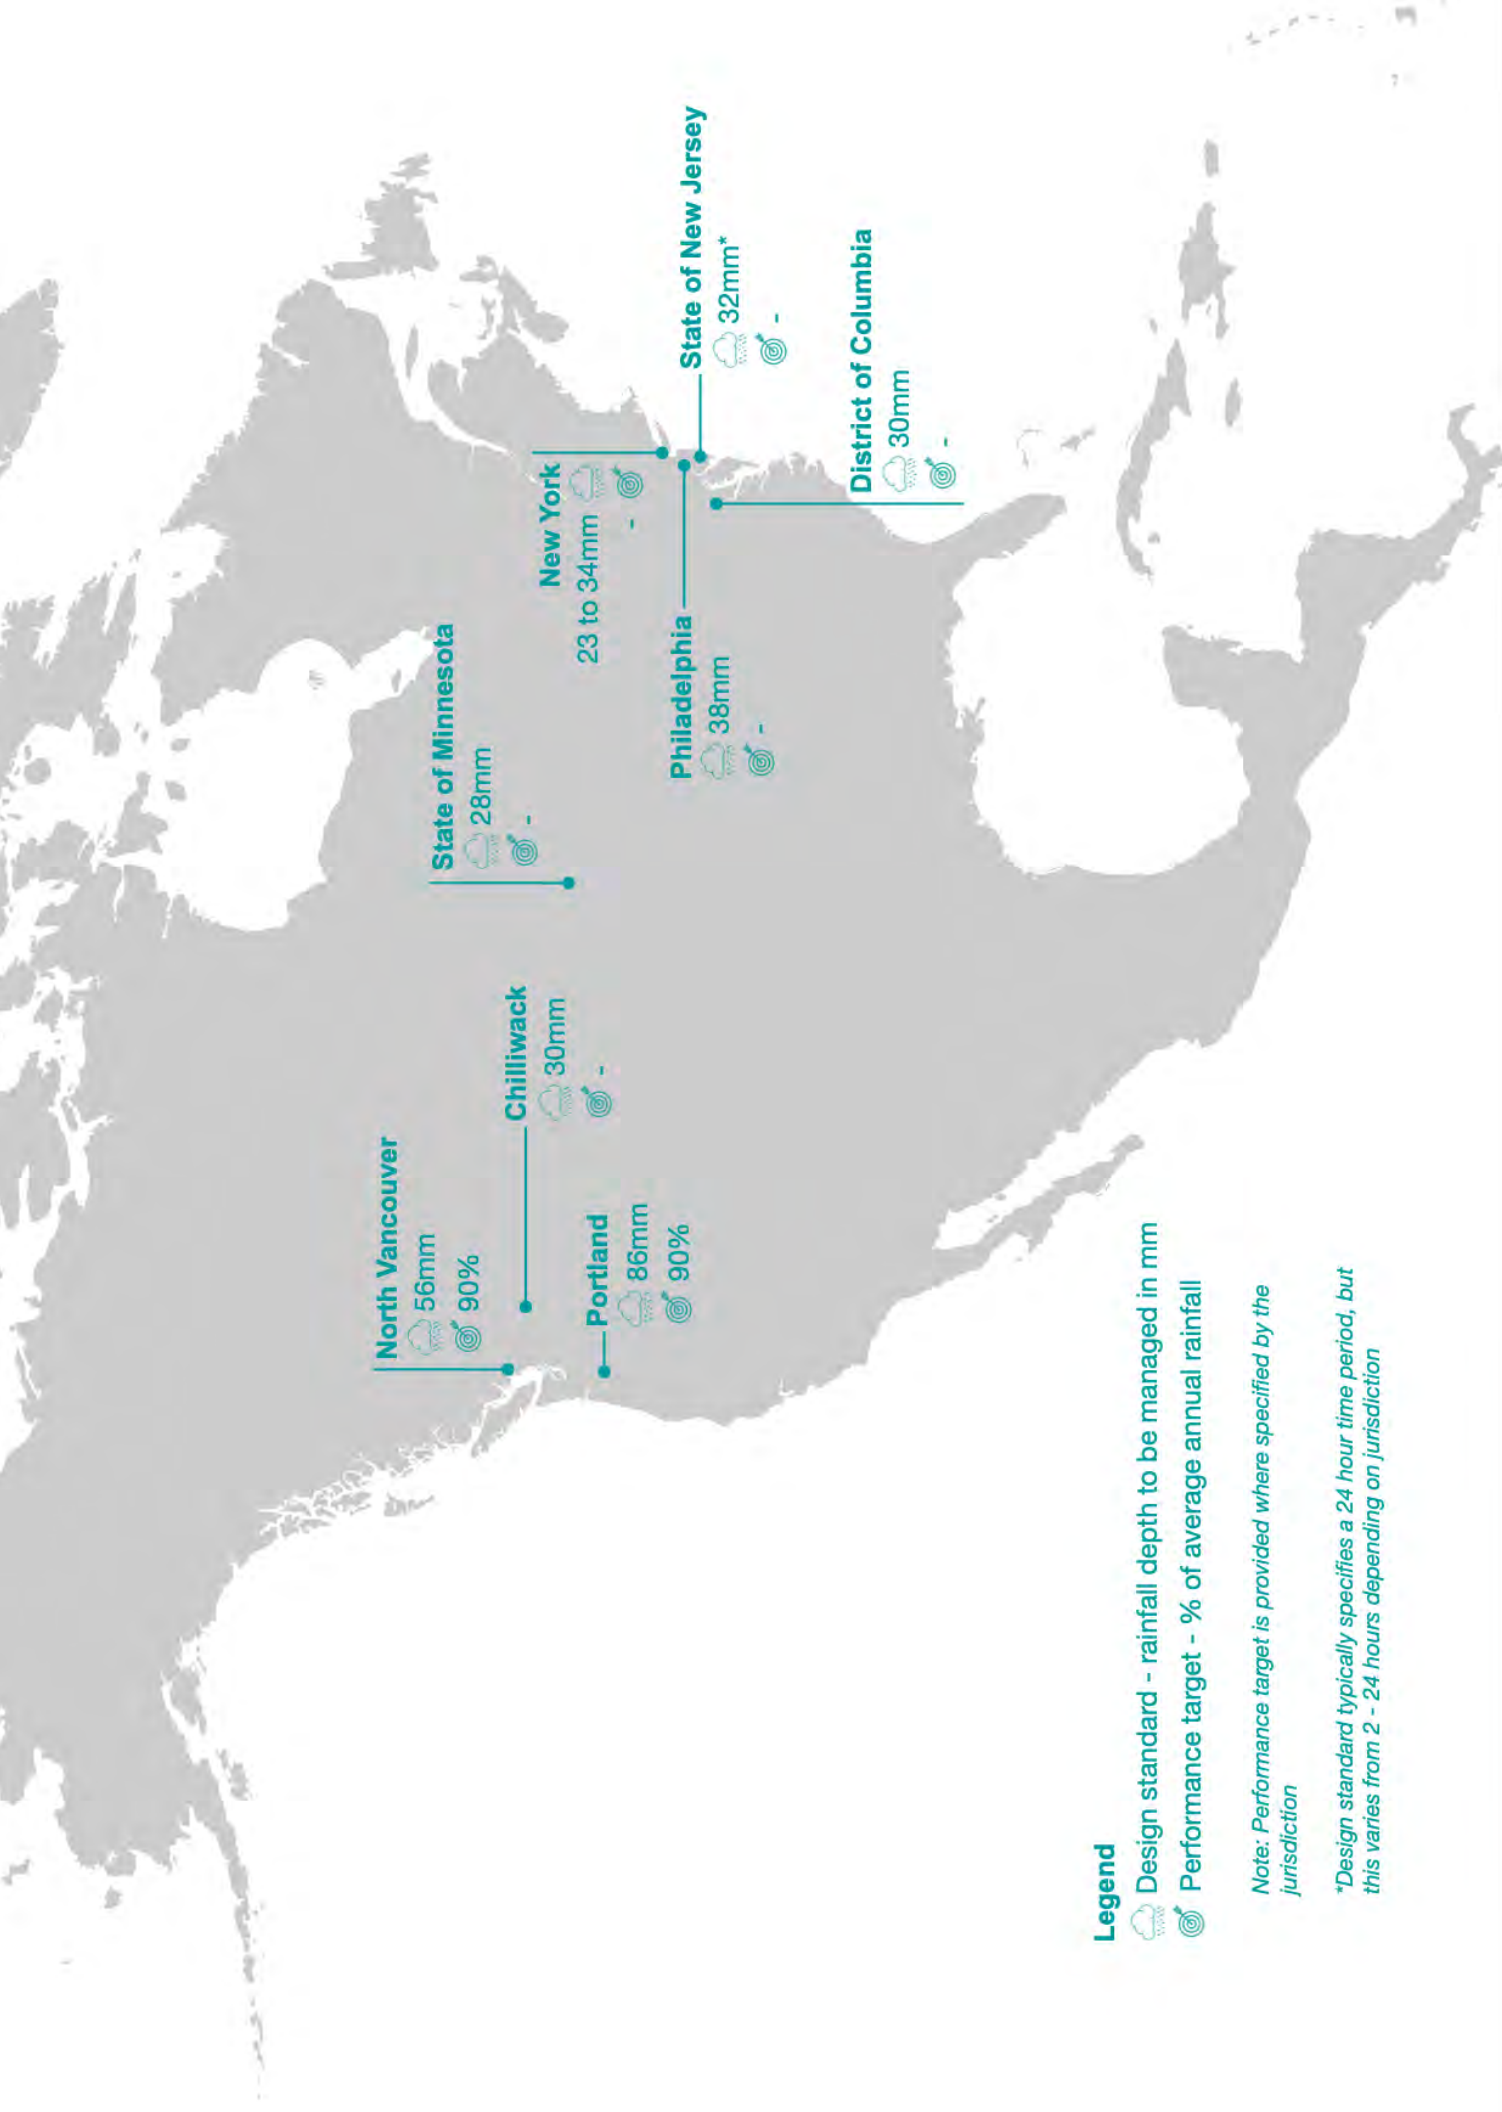 North Vancouver
56mm
90%
Chilliwack
30mm
-
Portland
86mm
90%
State of Minnesota
28mm
-
New York
23 to 34mm
-
Philadelphia
38mm
-
State of New Jersey
32mm*
-
District of Columbia
30mm
-
Legend
Design standard - rainfall depth to be managed in mm
Performance target - % of average annual rainfall
Note: Performance target is provided where specified by the
jurisdiction
*Design standard typically specifies a 24 hour time period, but
this varies from 2 - 24 hours depending on jurisdiction